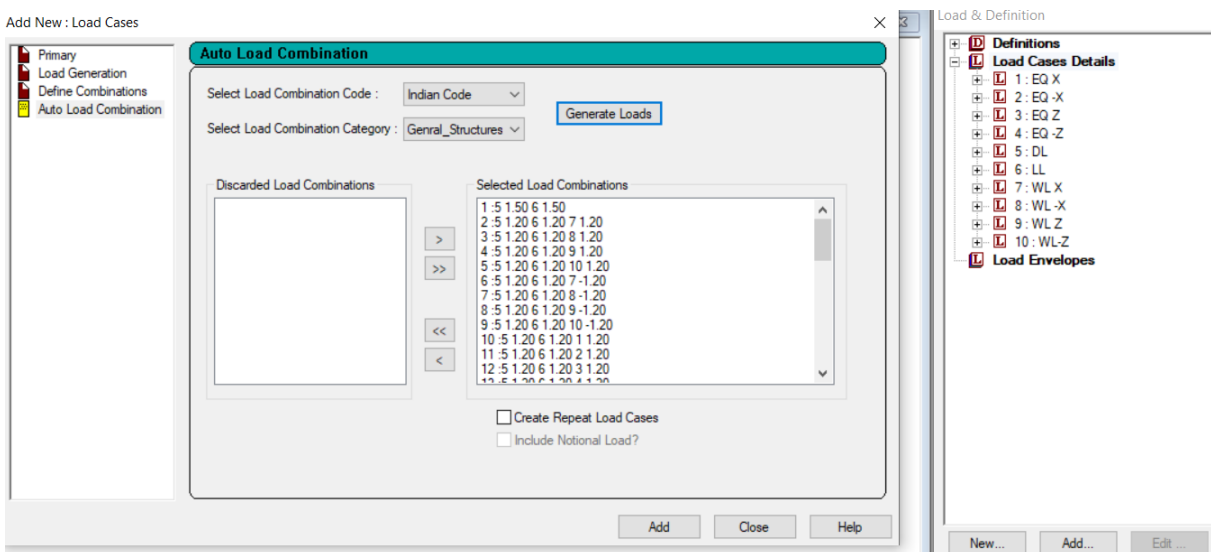 Add New : Load Cases
Primary
Load Generation
Define Combinations
Auto Load Combination
Auto Load Combination
Select Load Combination Code :
Indian Code
Generate Loads
Select Load Combination Category :
Genral_Structures
Discarded Load Combinations
Selected Load Combinations
1 :5 1.50 6 1.50
2 :5 1.20 6 1.20 7 1.20
3 :5 1.20 6 1.20 8 1.20
4 :5 1.20 6 1.20 9 1.20
5 :5 1.20 6 1.20 10 1.20
6 :5 1.20 6 1.20 7 -1.20
7 :5 1.20 6 1.20 8 -1.20
8 :5 1.20 6 1.20 9 -1.20
9 :5 1.20 6 1.20 10 -1.20
10 :5 1.20 6 1.20 1 1.20
11 :5 1.20 6 1.20 2 1.20
12 :5 1.20 6 1.20 3 1.20
13 :5 1.20 6 1.20 4 1.20
>
>>
<<
<
Create Repeat Load Cases
Include Notional Load?
Add
Close
Help
Load & Definition
D Definitions
L Load Cases Details
L 1 : EQ X
L 2 : EQ -X
L 3 : EQ Z
L 4 : EQ -Z
L 5 : DL
L 6 : LL
L 7 : WL X
L 8 : WL -X
L 9 : WL Z
L 10 : WL-Z
L Load Envelopes
New...
Add...
Edit ...